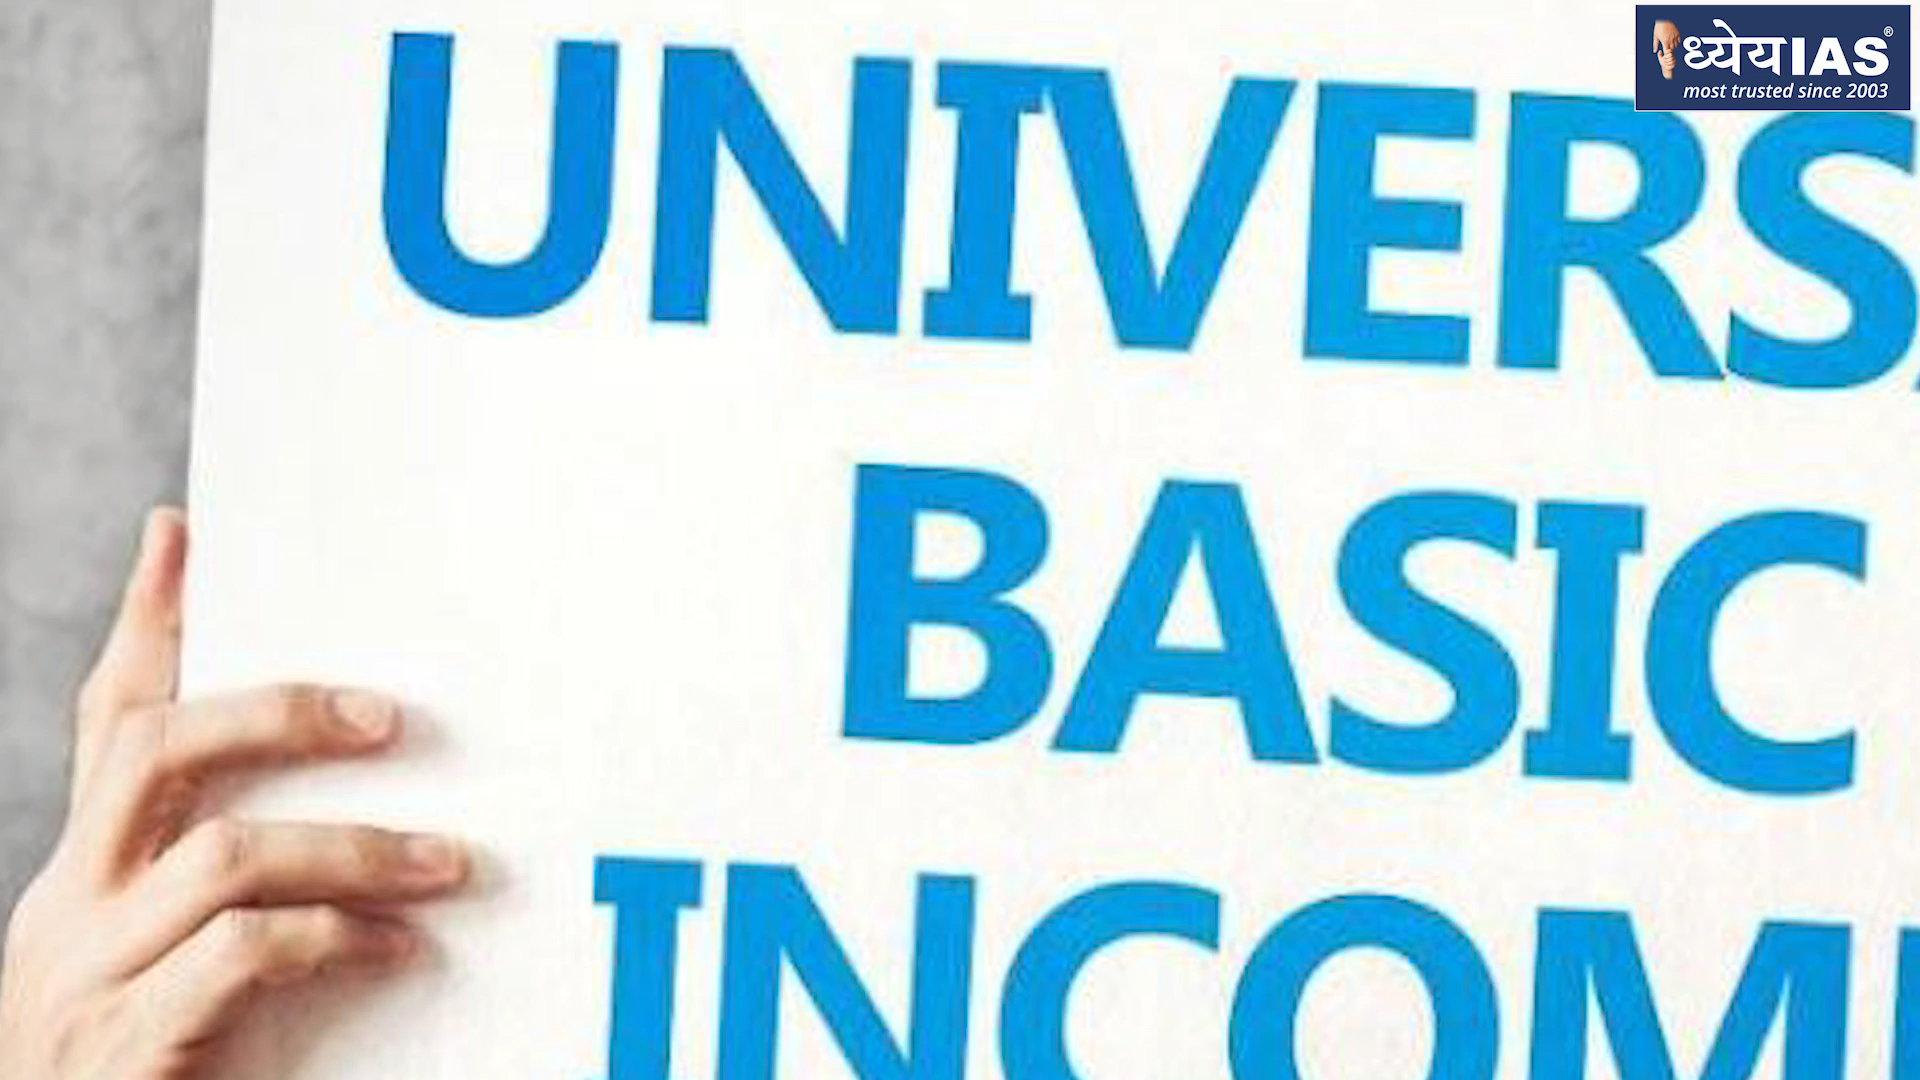 ध्येयIAS®
most trusted since 2003
UNIVERS
BASIC
INCOM